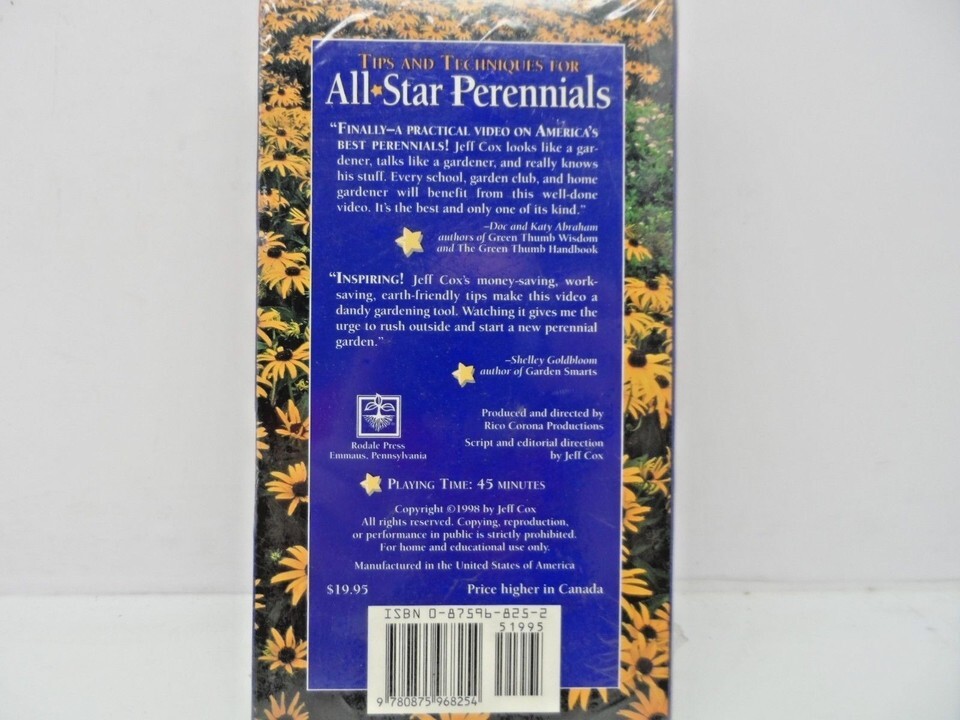 TIPS AND TECHNIQUES FOR
All★Star Perennials
“FINALLY—A PRACTICAL VIDEO ON AMERICA'S
BEST PERENNIALS! Jeff Cox looks like a gar-
dener, talks like a gardener, and really knows
his stuff. Every school, garden club, and home
gardener will benefit from this well-done
video. It's the best and only one of its kind.”
–Doc and Katy Abraham
authors of Green Thumb Wisdom
and The Green Thumb Handbook
“INSPIRING! Jeff Cox's money-saving, work-
saving, earth-friendly tips make this video a
dandy gardening tool. Watching it gives me the
urge to rush outside and start a new perennial
garden.”
–Shelley Goldbloom
author of Garden Smarts
Rodale Press
Emmaus, Pennsylvania
Produced and directed by
Rico Corona Productions
Script and editorial direction
by Jeff Cox
PLAYING TIME: 45 MINUTES
Copyright ©1998 by Jeff Cox
All rights reserved. Copying, reproduction,
or performance in public is strictly prohibited.
For home and educational use only.
Manufactured in the United States of America
$19.95 Price higher in Canada
ISBN 0-87596-825-2
51995
9 780875 968254